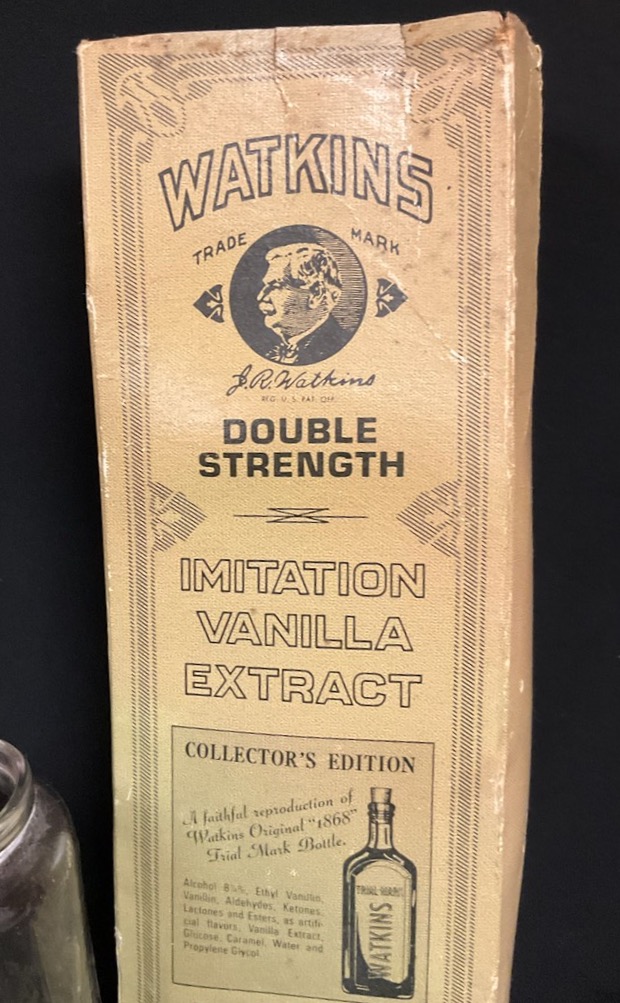 WATKINS
TRADE MARK
J.R.Watkins
REG. U. S. PAT. OFF.
DOUBLE
STRENGTH
IMITATION
VANILLA
EXTRACT
COLLECTOR'S EDITION
A faithful reproduction of
Watkins Original "1868"
Trial Mark Bottle.
Alcohol 8¼%, Ethyl Vanillin,
Vanillin, Aldehydes, Ketones,
Lactones and Esters, as artifi-
cial flavors, Vanilla Extract,
Glucose, Caramel, Water and
Propylene Glycol.
TRIAL MARK
WATKINS